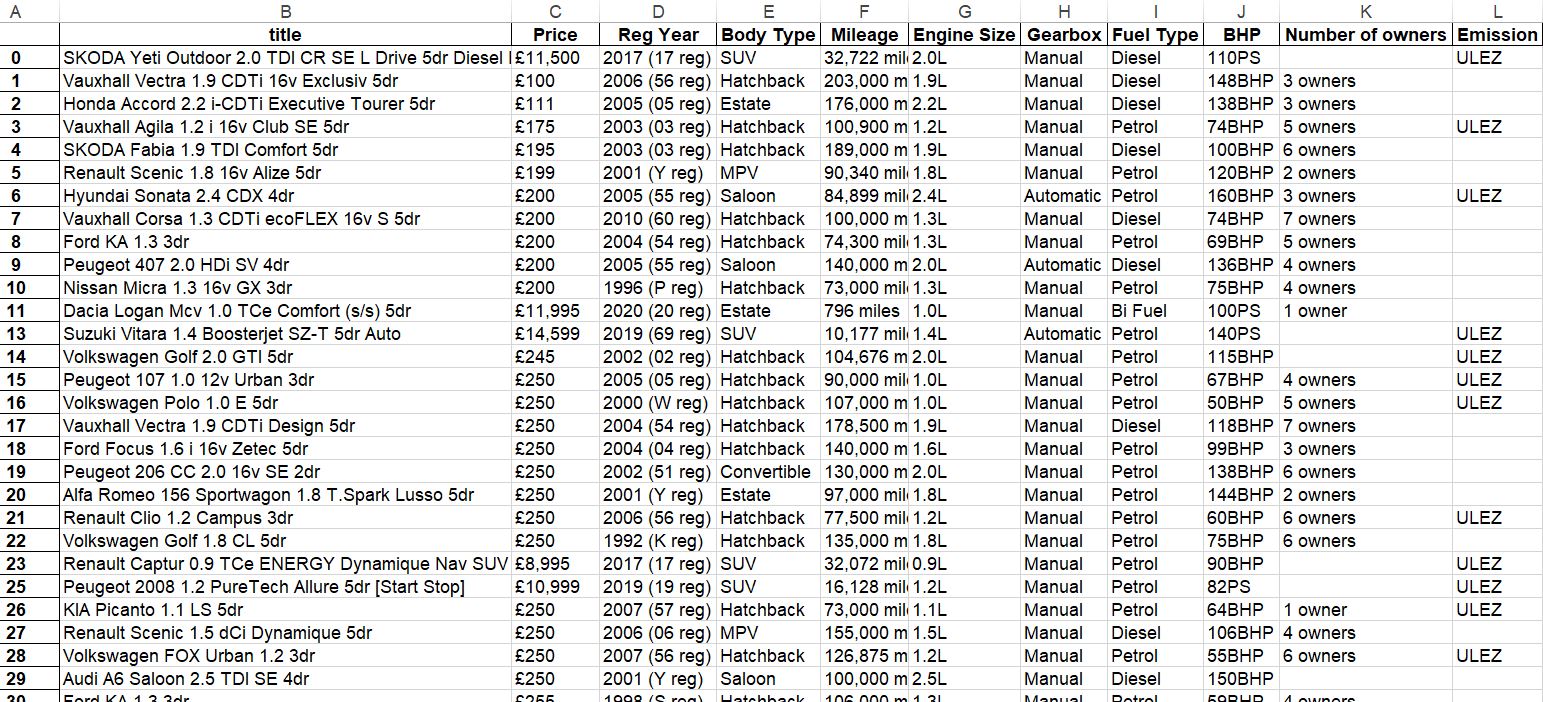 A B C D E F G H I J K L
title Price Reg Year Body Type Mileage Engine Size Gearbox Fuel Type BHP Number of owners Emission
0 SKODA Yeti Outdoor 2.0 TDI CR SE L Drive 5dr Diesel £11,500 2017 (17 reg) SUV 32,722 mil 2.0L Manual Diesel 110PS ULEZ
1 Vauxhall Vectra 1.9 CDTi 16v Exclusiv 5dr £100 2006 (56 reg) Hatchback 203,000 m 1.9L Manual Diesel 148BHP 3 owners
2 Honda Accord 2.2 i-CDTi Executive Tourer 5dr £111 2005 (05 reg) Estate 176,000 m 2.2L Manual Diesel 138BHP 3 owners
3 Vauxhall Agila 1.2 i 16v Club SE 5dr £175 2003 (03 reg) Hatchback 100,900 m 1.2L Manual Petrol 74BHP 5 owners ULEZ
4 SKODA Fabia 1.9 TDI Comfort 5dr £195 2003 (03 reg) Hatchback 189,000 m 1.9L Manual Diesel 100BHP 6 owners
5 Renault Scenic 1.8 16v Alize 5dr £199 2001 (Y reg) MPV 90,340 mil 1.8L Manual Petrol 120BHP 2 owners
6 Hyundai Sonata 2.4 CDX 4dr £200 2005 (55 reg) Saloon 84,899 mil 2.4L Automatic Petrol 160BHP 3 owners ULEZ
7 Vauxhall Corsa 1.3 CDTi ecoFLEX 16v S 5dr £200 2010 (60 reg) Hatchback 100,000 m 1.3L Manual Diesel 74BHP 7 owners
8 Ford KA 1.3 3dr £200 2004 (54 reg) Hatchback 74,300 mil 1.3L Manual Petrol 69BHP 5 owners
9 Peugeot 407 2.0 HDi SV 4dr £200 2005 (55 reg) Saloon 140,000 m 2.0L Automatic Diesel 136BHP 4 owners
10 Nissan Micra 1.3 16v GX 3dr £200 1996 (P reg) Hatchback 73,000 mil 1.3L Manual Petrol 75BHP 4 owners
11 Dacia Logan Mcv 1.0 TCe Comfort (s/s) 5dr £11,995 2020 (20 reg) Estate 796 miles 1.0L Manual Bi Fuel 100PS 1 owner
13 Suzuki Vitara 1.4 Boosterjet SZ-T 5dr Auto £14,599 2019 (69 reg) SUV 10,177 mil 1.4L Automatic Petrol 140PS ULEZ
14 Volkswagen Golf 2.0 GTI 5dr £245 2002 (02 reg) Hatchback 104,676 m 2.0L Manual Petrol 115BHP ULEZ
15 Peugeot 107 1.0 12v Urban 3dr £250 2005 (05 reg) Hatchback 90,000 mil 1.0L Manual Petrol 67BHP 4 owners ULEZ
16 Volkswagen Polo 1.0 E 5dr £250 2000 (W reg) Hatchback 107,000 m 1.0L Manual Petrol 50BHP 5 owners ULEZ
17 Vauxhall Vectra 1.9 CDTi Design 5dr £250 2004 (54 reg) Hatchback 178,500 m 1.9L Manual Diesel 118BHP 7 owners
18 Ford Focus 1.6 i 16v Zetec 5dr £250 2004 (04 reg) Hatchback 140,000 m 1.6L Manual Petrol 99BHP 3 owners
19 Peugeot 206 CC 2.0 16v SE 2dr £250 2002 (51 reg) Convertible 130,000 m 2.0L Manual Petrol 138BHP 6 owners
20 Alfa Romeo 156 Sportwagon 1.8 T.Spark Lusso 5dr £250 2001 (Y reg) Estate 97,000 mil 1.8L Manual Petrol 144BHP 2 owners
21 Renault Clio 1.2 Campus 3dr £250 2006 (56 reg) Hatchback 77,500 mil 1.2L Manual Petrol 60BHP 6 owners ULEZ
22 Volkswagen Golf 1.8 CL 5dr £250 1992 (K reg) Hatchback 135,000 m 1.8L Manual Petrol 75BHP 6 owners
23 Renault Captur 0.9 TCe ENERGY Dynamique Nav SUV £8,995 2017 (17 reg) SUV 32,072 mil 0.9L Manual Petrol 90BHP ULEZ
25 Peugeot 2008 1.2 PureTech Allure 5dr [Start Stop] £10,999 2019 (19 reg) SUV 16,128 mil 1.2L Manual Petrol 82PS ULEZ
26 KIA Picanto 1.1 LS 5dr £250 2007 (57 reg) Hatchback 73,000 mil 1.1L Manual Petrol 64BHP 1 owner ULEZ
27 Renault Scenic 1.5 dCi Dynamique 5dr £250 2006 (06 reg) MPV 155,000 m 1.5L Manual Diesel 106BHP 4 owners
28 Volkswagen FOX Urban 1.2 3dr £250 2007 (56 reg) Hatchback 126,875 m 1.2L Manual Petrol 55BHP 6 owners ULEZ
29 Audi A6 Saloon 2.5 TDI SE 4dr £250 2001 (Y reg) Saloon 100,000 m 2.5L Manual Diesel 150BHP
30 Ford KA 1.3 3dr £255 1998 (S reg) Hatchback 106,000 m 1.3L Manual Petrol 59BHP 4 owners